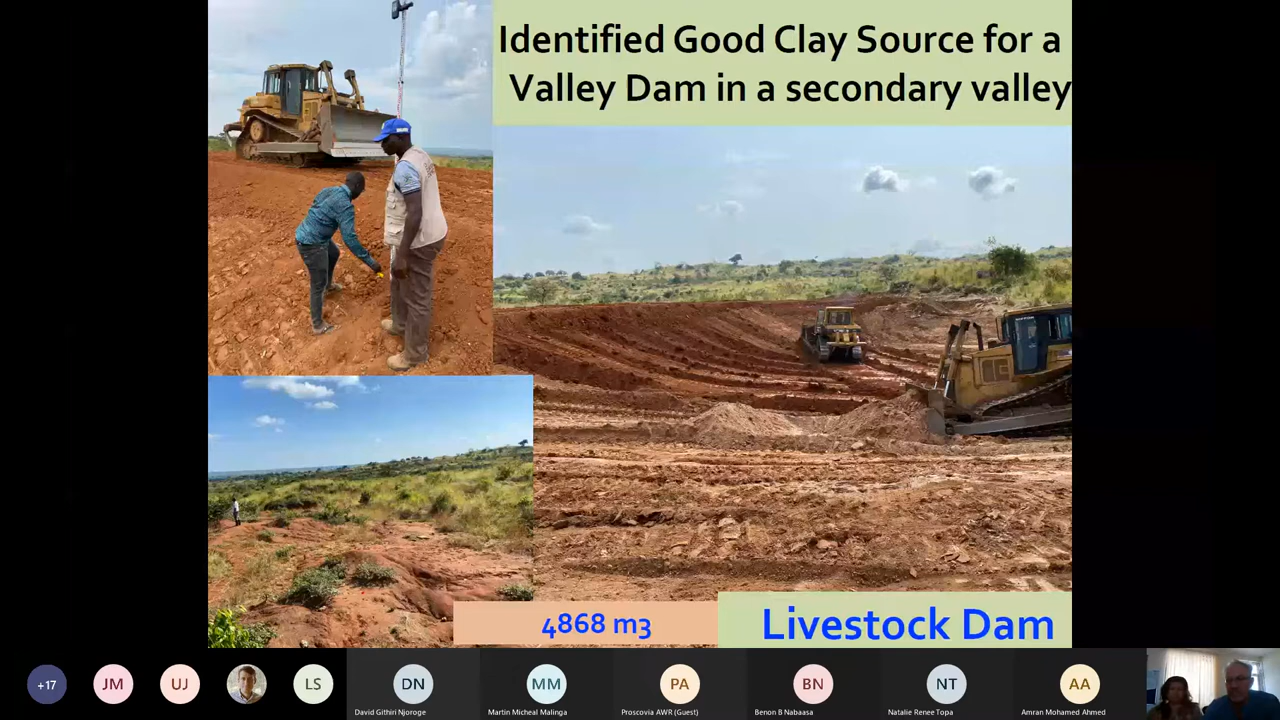 Identified Good Clay Source for a
Valley Dam in a secondary valley
4868 m3
Livestock Dam
+17
JM
UJ
LS
DN
MM
PA
BN
NT
AA
David Githiri Njoroge
Martin Micheal Malinga
Proscovia AWR (Guest)
Benon B Nabaasa
Natalie Renee Topa
Amran Mohamed Ahmed